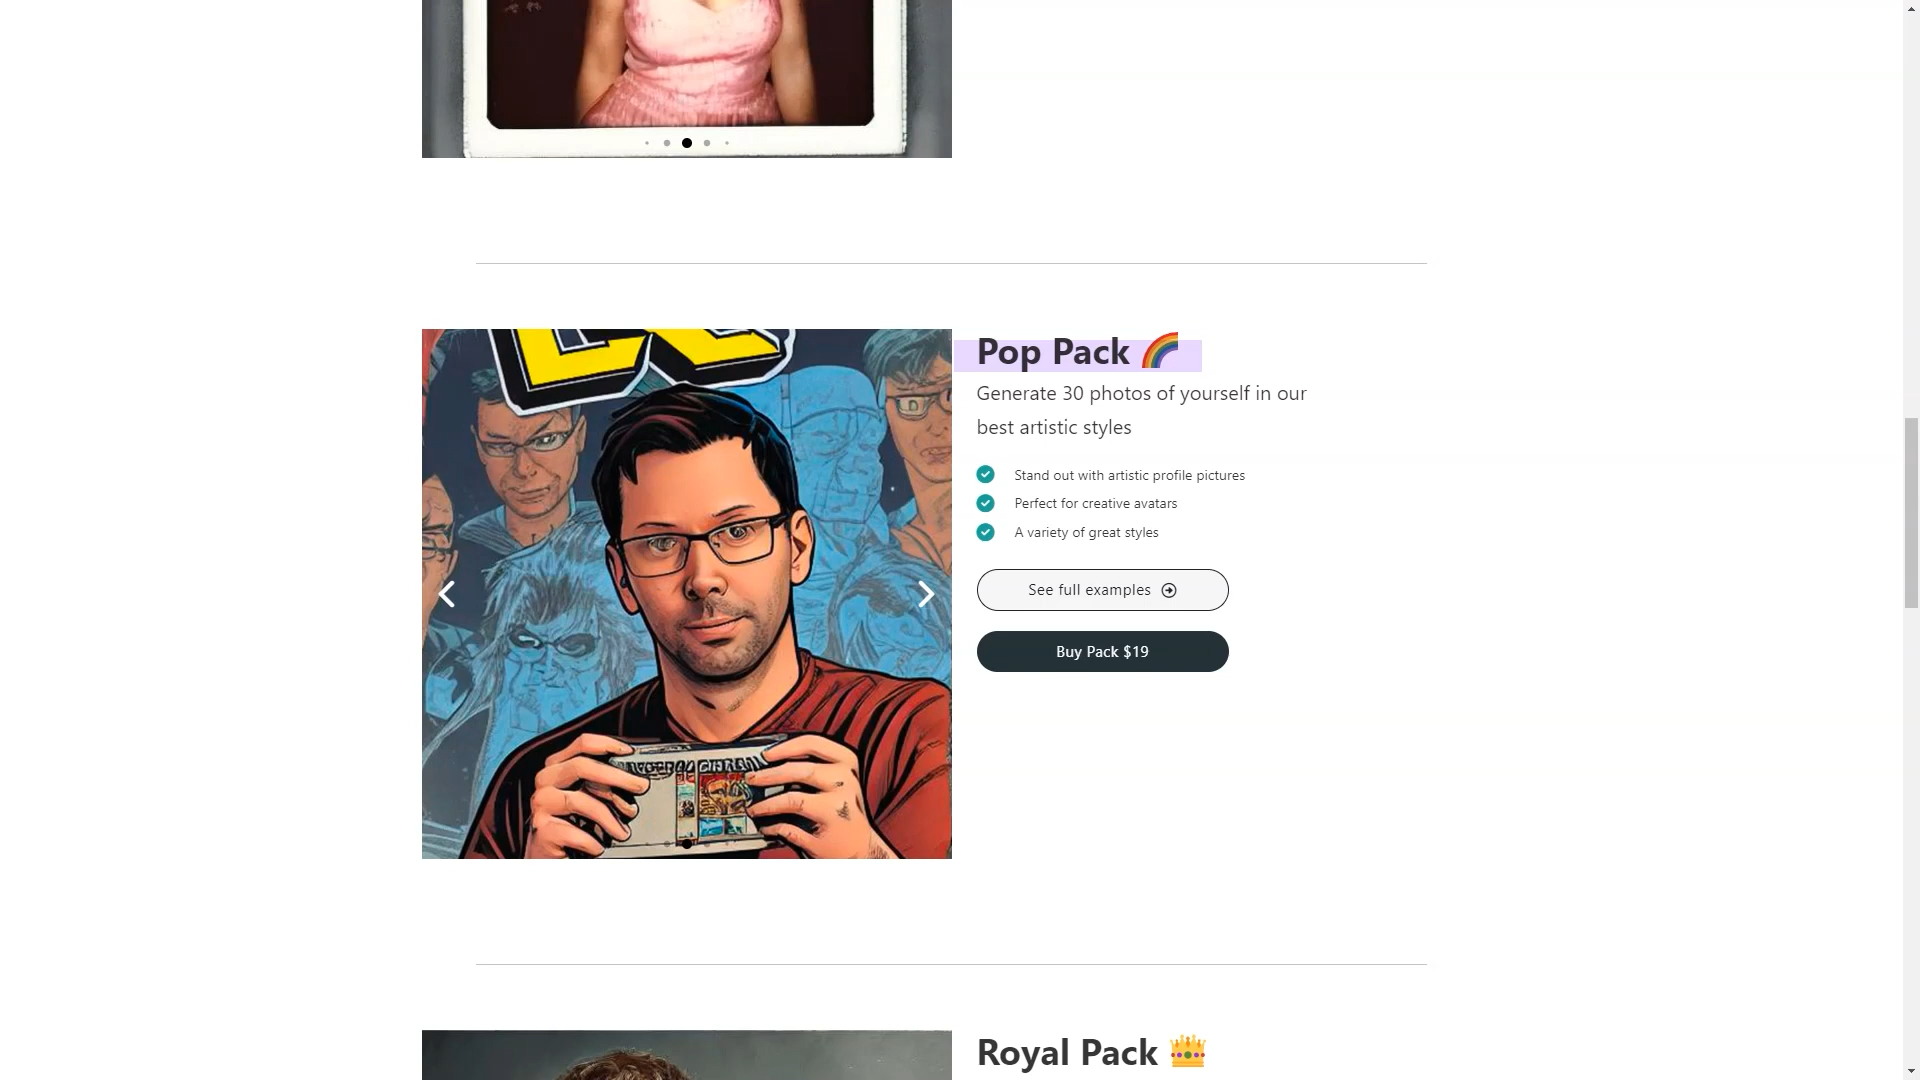 Pop Pack
Generate 30 photos of yourself in our
best artistic styles
Stand out with artistic profile pictures
Perfect for creative avatars
A variety of great styles
See full examples
Buy Pack $19
Royal Pack